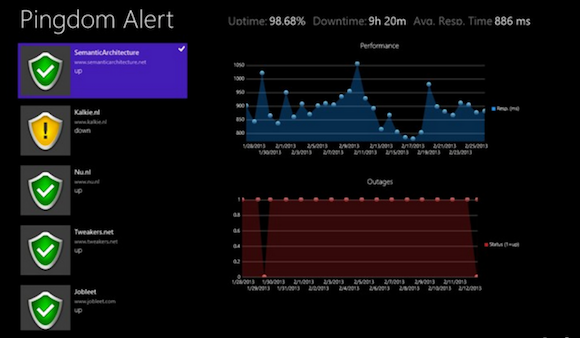 Pingdom Alert
Uptime: 98.68% Downtime: 9h 20m Avg. Resp. Time 886 ms
SemanticArchitecture
www.semanticarchitecture.net
up
Kalkie.nl
www.kalkie.nl
down
Nu.nl
www.nu.nl
up
Tweakers.net
www.tweakers.net
up
Jobleet
www.jobleet.com
up
Performance
1050
1000
950
900
850
800
1/28/2013 2/1/2013 2/5/2013 2/9/2013 2/13/2013 2/17/2013 2/21/2013 2/25/2013
1/30/2013 2/3/2013 2/7/2013 2/11/2013 2/15/2013 2/19/2013 2/23/2013
Resp. (ms)
Outages
1
0.8
0.6
0.4
0.2
0
1/28/2013 1/30/2013 2/1/2013 2/3/2013 2/5/2013 2/7/2013 2/9/2013 2/11/2013
1/29/2013 1/31/2013 2/2/2013 2/4/2013 2/6/2013 2/8/2013 2/10/2013 2/12/2013
Status (1=up)